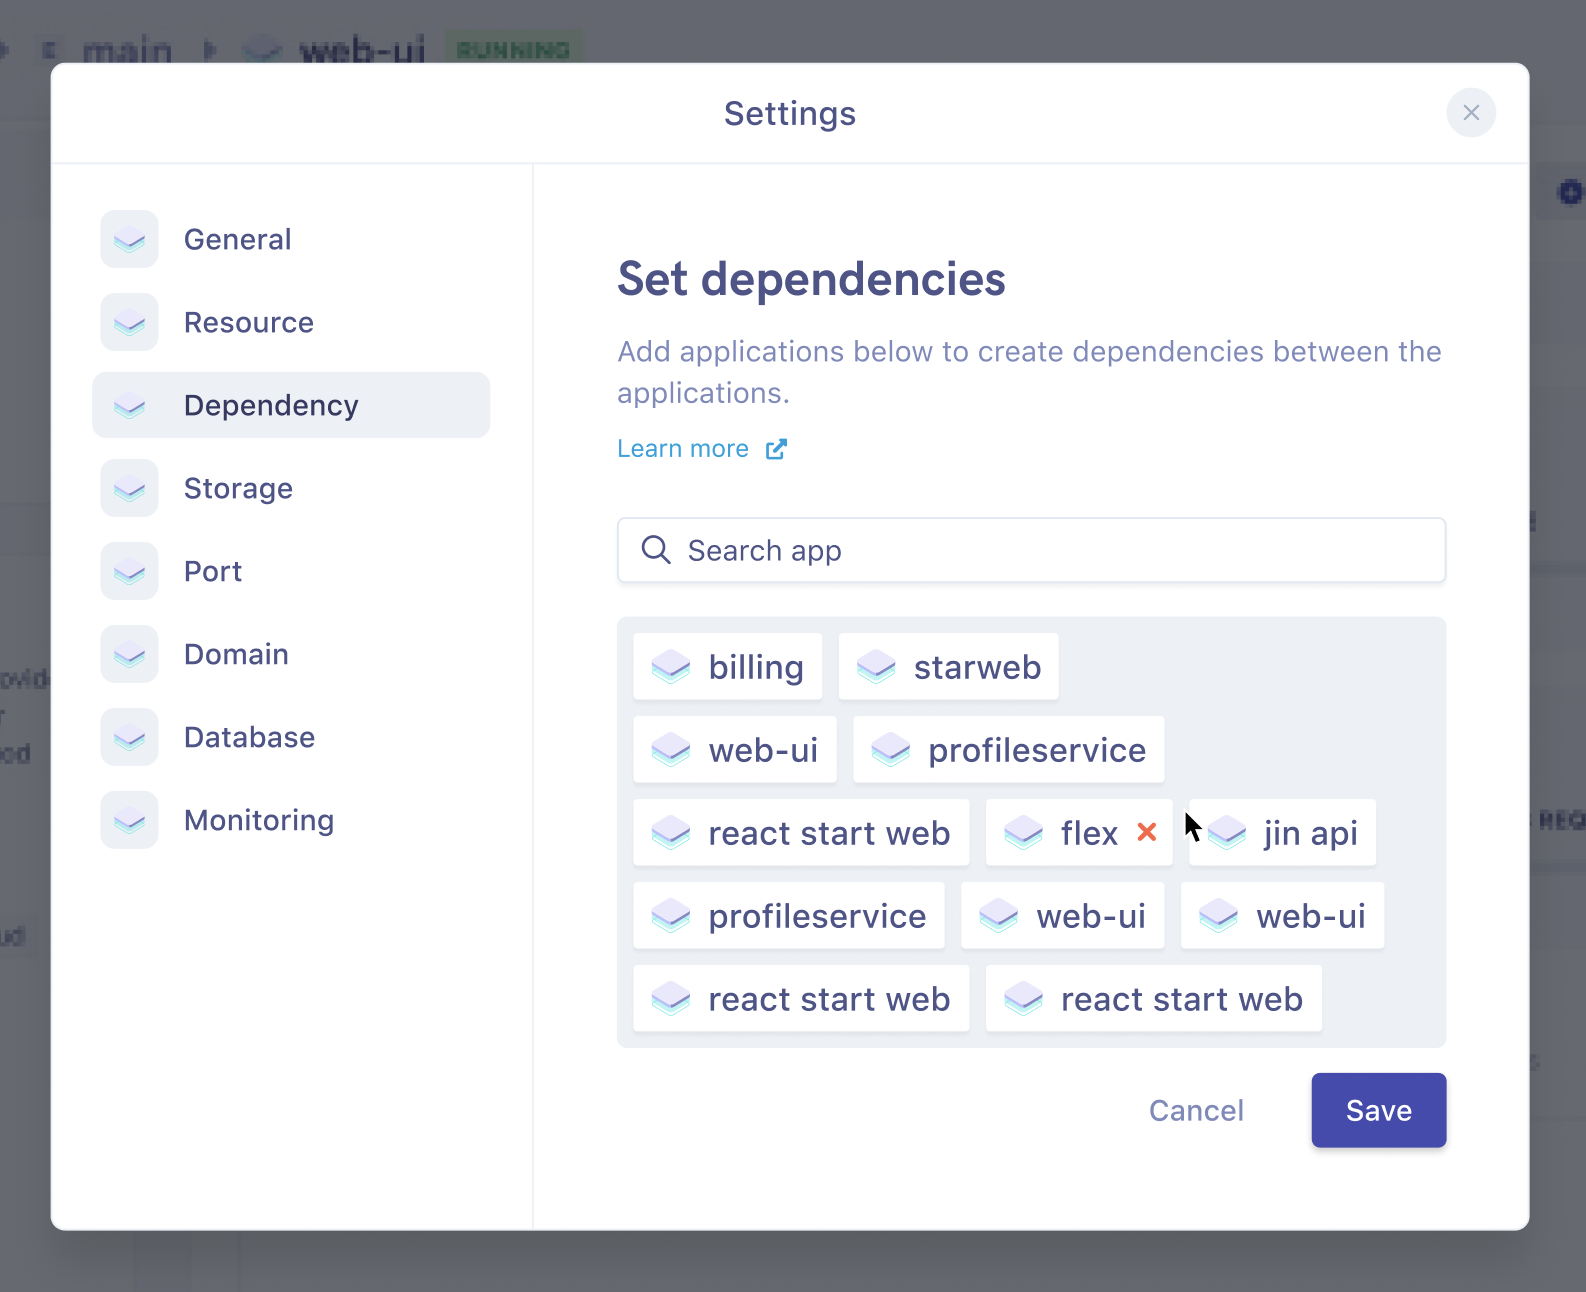 main web-ui RUNNING
Settings
General
Resource
Dependency
Storage
Port
Domain
Database
Monitoring
Set dependencies
Add applications below to create dependencies between the
applications.
Learn more
Search app
billing starweb
web-ui profileservice
react start web flex jin api
profileservice web-ui web-ui
react start web react start web
Cancel Save